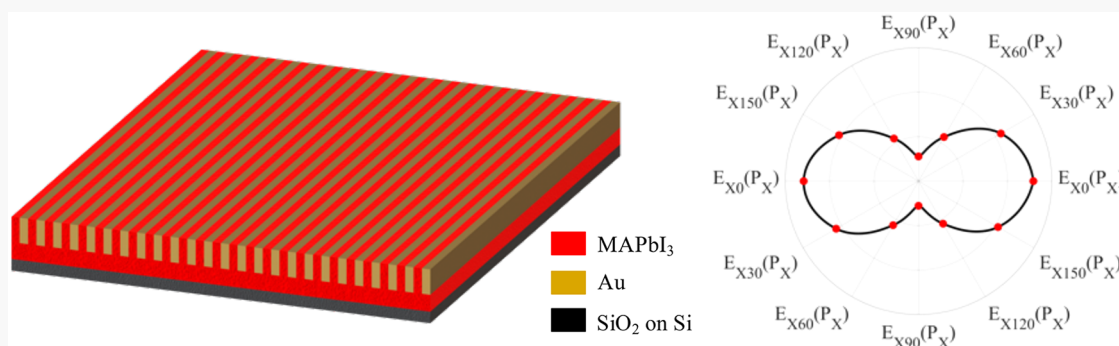 MAPbI₃
Au
SiO₂ on Si
E_X90(P_X)
E_X120(P_X)
E_X60(P_X)
E_X150(P_X)
E_X30(P_X)
E_X0(P_X)
E_X0(P_X)
E_X30(P_X)
E_X150(P_X)
E_X60(P_X)
E_X120(P_X)
E_X90(P_X)